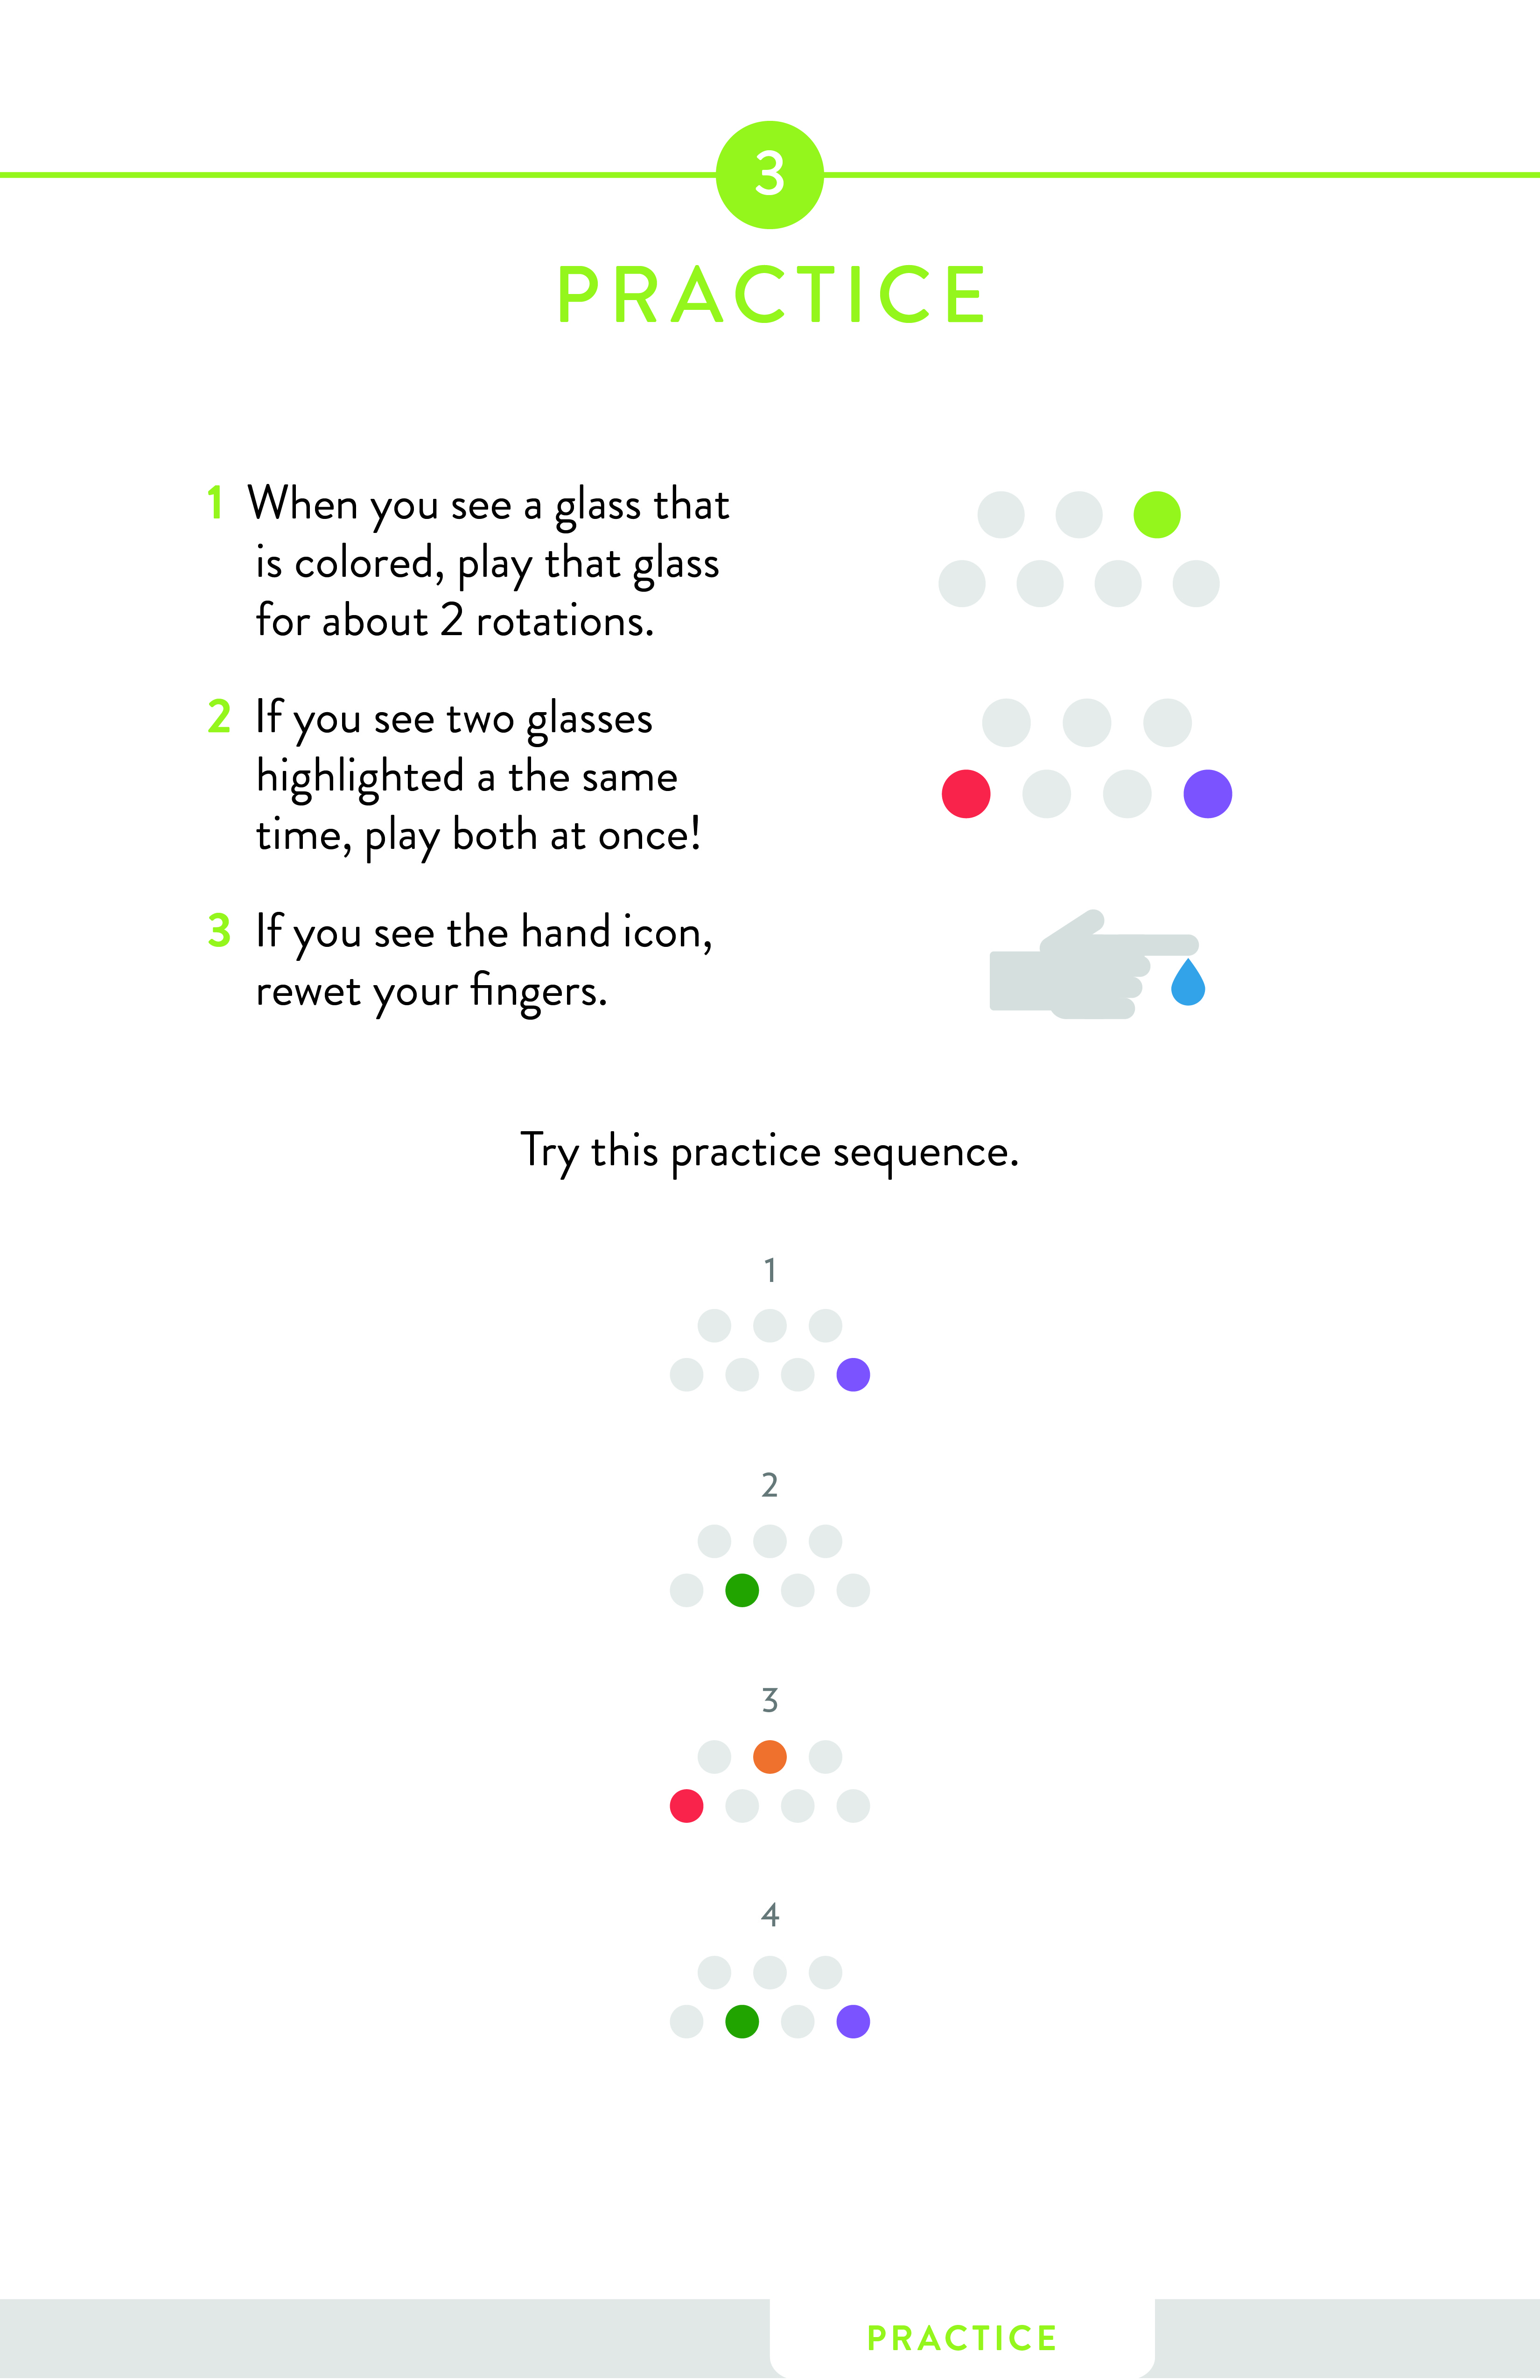 3
PRACTICE
1 When you see a glass that
is colored, play that glass
for about 2 rotations.
2 If you see two glasses
highlighted a the same
time, play both at once!
3 If you see the hand icon,
rewet your fingers.
Try this practice sequence.
1
2
3
4
PRACTICE